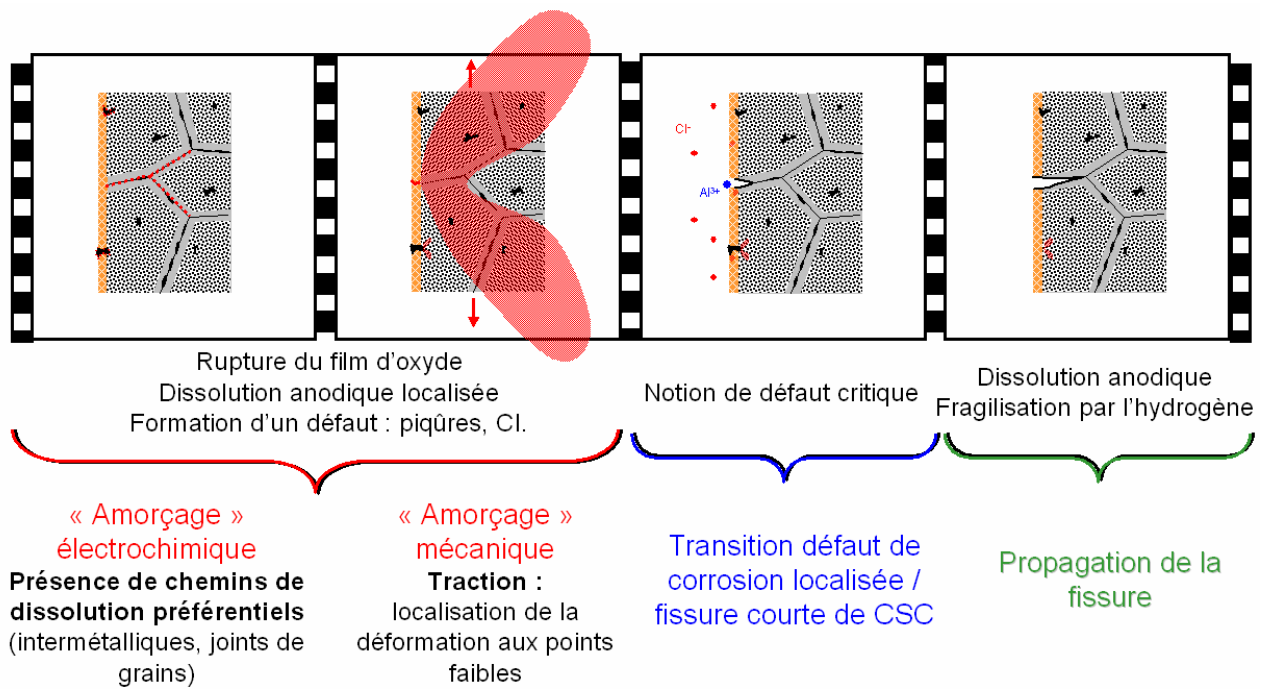 Cl-
Al3+
Rupture du film d'oxyde
Dissolution anodique localisée
Formation d'un défaut : piqûres, CI.
Notion de défaut critique
Dissolution anodique
Fragilisation par l'hydrogène
« Amorçage »
électrochimique
Présence de chemins de
dissolution préférentiels
(intermétalliques, joints de
grains)
« Amorçage »
mécanique
Traction :
localisation de la
déformation aux points
faibles
Transition défaut de
corrosion localisée /
fissure courte de CSC
Propagation de la
fissure